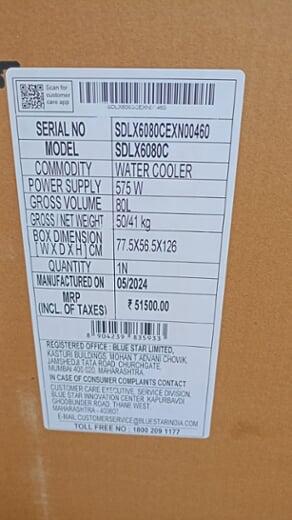 Scan for
customer
care app
SDLX6080CEXN00460
SERIAL NO SDLX6080CEXN00460
MODEL SDLX6080C
COMMODITY WATER COOLER
POWER SUPPLY 575 W
GROSS VOLUME 80L
GROSS / NET WEIGHT 50/41 kg
BOX DIMENSION
[ W X D X H ] CM 77.5X56.5X126
QUANTITY 1N
MANUFACTURED ON 05/2024
MRP
(INCL. OF TAXES) ₹ 51500.00
8 904239 835933
REGISTERED OFFICE : BLUE STAR LIMITED,
KASTURI BUILDINGS, MOHAN T ADVANI CHOVIK,
JAMSHEDJI TATA ROAD, CHURCHGATE,
MUMBAI 400 020, MAHARASHTRA
IN CASE OF CONSUMER COMPLAINTS CONTACT
CUSTOMER CARE EXECUTIVE, SERVICE DIVISION,
BLUE STAR INNOVATION CENTER, KAPURBAVDI
GHODBUNDER ROAD, THANE WEST,
MAHARASHTRA - 400607
E-MAIL:CUSTOMERSERVICE@BLUESTARINDIA.COM
TOLL FREE NO : 1800 209 1177